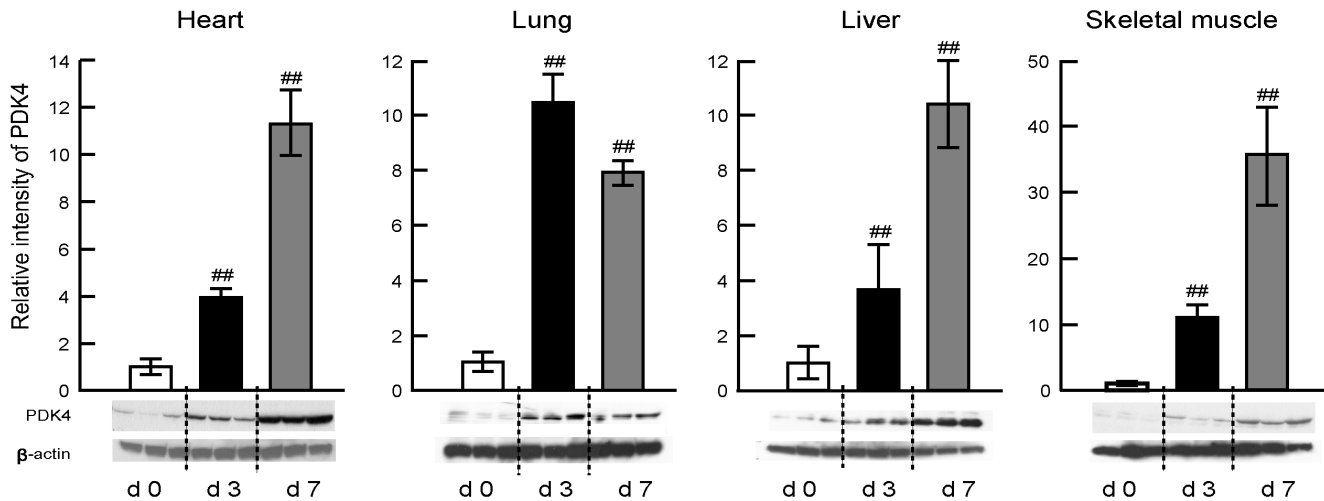 Heart
Lung
Liver
Skeletal muscle
Relative intensity of PDK4
14
12
10
8
6
4
2
0
##
##
12
10
8
6
4
2
0
##
##
12
10
8
6
4
2
0
##
##
50
40
30
20
10
0
##
##
PDK4
β-actin
d 0
d 3
d 7
d 0
d 3
d 7
d 0
d 3
d 7
d 0
d 3
d 7